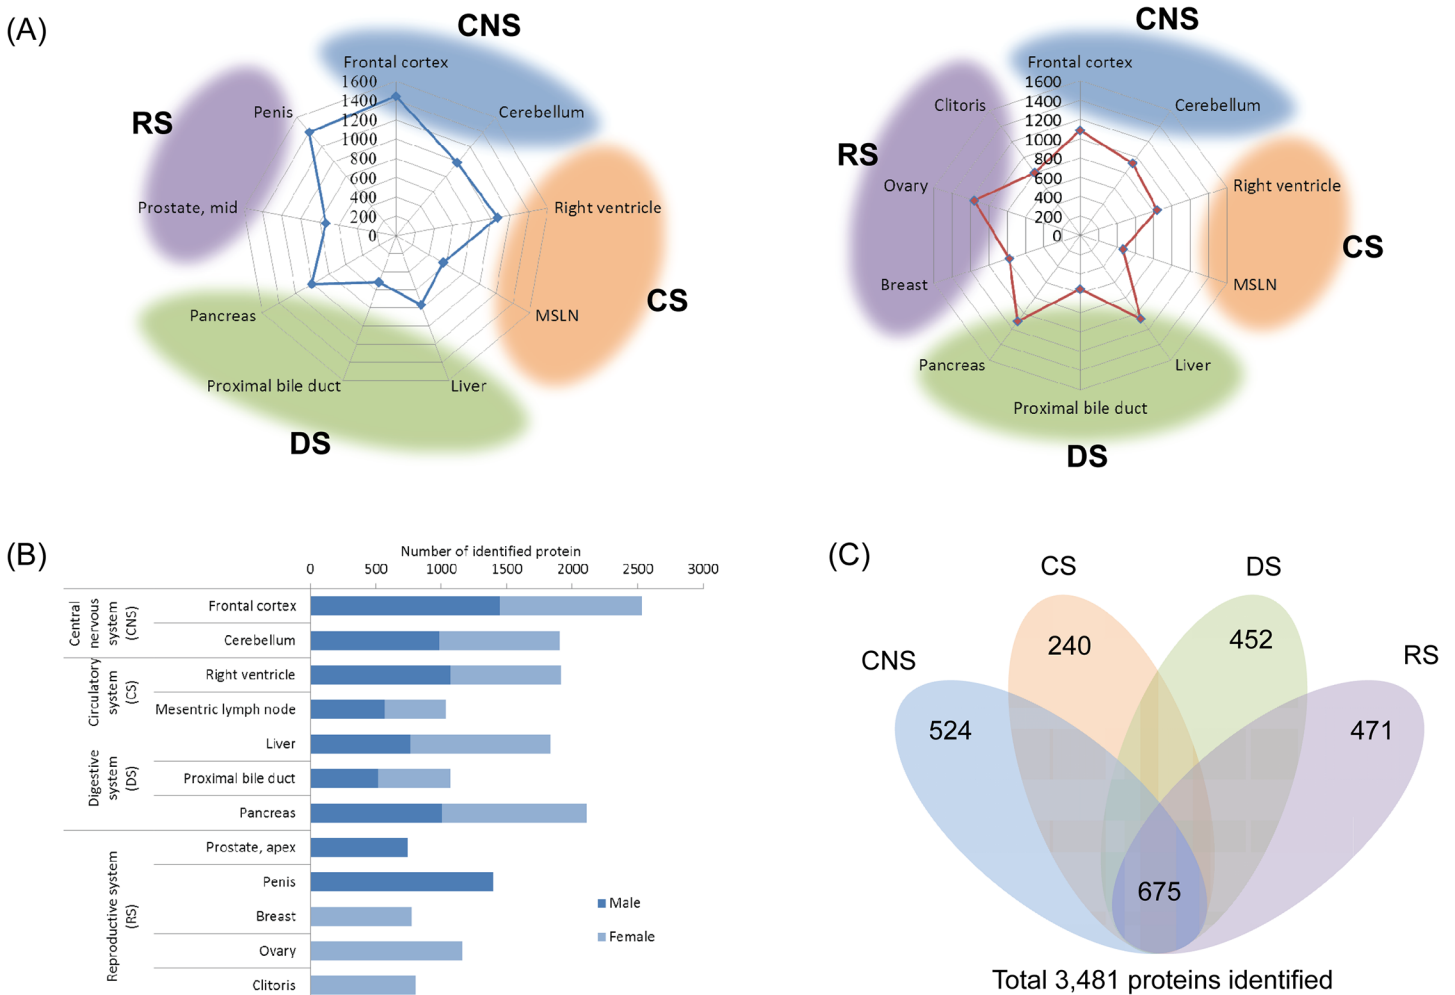 (A)
CNS
Frontal cortex
1600
1400
1200
1000
800
600
400
200
0
Cerebellum
Right ventricle
MSLN
CS
Liver
Proximal bile duct
DS
Pancreas
Prostate, mid
RS
Penis
CNS
Frontal cortex
1600
1400
1200
1000
800
600
400
200
0
Cerebellum
Right ventricle
CS
MSLN
Liver
Proximal bile duct
DS
Pancreas
Breast
Ovary
RS
Clitoris
(B)
Number of identified protein
0 500 1000 1500 2000 2500 3000
Central
nervous
system
(CNS)
Frontal cortex
Cerebellum
Circulatory
system
(CS)
Right ventricle
Mesentric lymph node
Digestive
system
(DS)
Liver
Proximal bile duct
Pancreas
Reproductive system
(RS)
Prostate, apex
Penis
Breast
Ovary
Clitoris
Male
Female
(C)
CS
DS
CNS
RS
240
452
524
471
675
Total 3,481 proteins identified